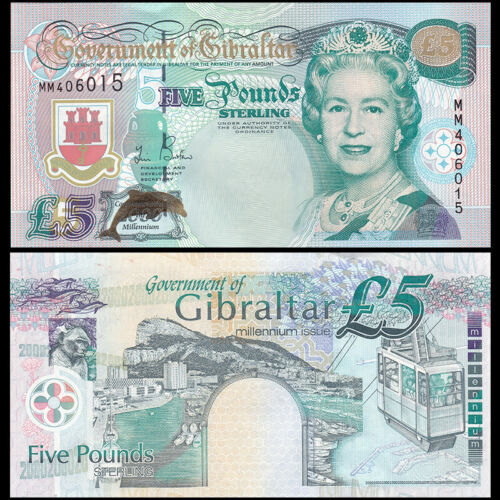 Government of Gibraltar £5
CURRENCY NOTES ARE LEGAL TENDER IN GIBRALTAR FOR THE PAYMENT OF ANY AMOUNT
MM406015
5
FIVE Pounds
STERLING
UNDER AUTHORITY OF
THE CURRENCY NOTES
ORDINANCE
MM406015
FINANCIAL AND
DEVELOPMENT
SECRETARY
£5
Millennium
Government of
Gibraltar £5
millennium issue
millennium
Five Pounds
STERLING